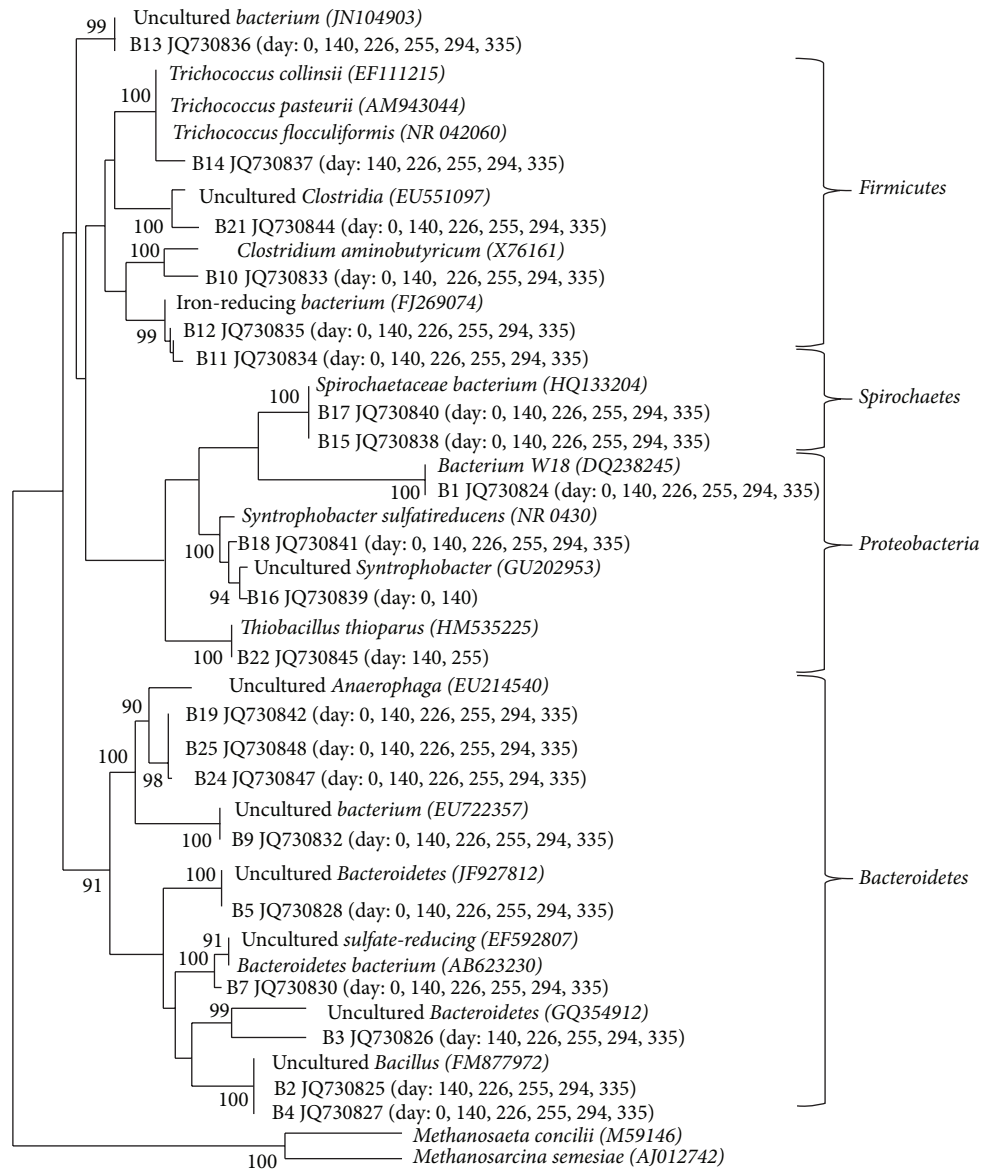 99
Uncultured bacterium (JN104903)
B13 JQ730836 (day: 0, 140, 226, 255, 294, 335)
Trichococcus collinsii (EF111215)
100
Trichococcus pasteurii (AM943044)
Trichococcus flocculiformis (NR 042060)
B14 JQ730837 (day: 140, 226, 255, 294, 335)
Firmicutes
Uncultured Clostridia (EU551097)
100
B21 JQ730844 (day: 0, 140, 226, 255, 294, 335)
100
Clostridium aminobutyricum (X76161)
B10 JQ730833 (day: 0, 140, 226, 255, 294, 335)
Iron-reducing bacterium (FJ269074)
99
B12 JQ730835 (day: 0, 140, 226, 255, 294, 335)
B11 JQ730834 (day: 0, 140, 226, 255, 294, 335)
100
Spirochaetaceae bacterium (HQ133204)
Spirochaetes
B17 JQ730840 (day: 0, 140, 226, 255, 294, 335)
B15 JQ730838 (day: 0, 140, 226, 255, 294, 335)
Bacterium W18 (DQ238245)
100
B1 JQ730824 (day: 0, 140, 226, 255, 294, 335)
Syntrophobacter sulfatireducens (NR 0430)
100
B18 JQ730841 (day: 0, 140, 226, 255, 294, 335)
Proteobacteria
Uncultured Syntrophobacter (GU202953)
94
B16 JQ730839 (day: 0, 140)
Thiobacillus thioparus (HM535225)
100
B22 JQ730845 (day: 140, 255)
Uncultured Anaerophaga (EU214540)
90
B19 JQ730842 (day: 0, 140, 226, 255, 294, 335)
100
B25 JQ730848 (day: 0, 140, 226, 255, 294, 335)
98
B24 JQ730847 (day: 0, 140, 226, 255, 294, 335)
Uncultured bacterium (EU722357)
100
B9 JQ730832 (day: 0, 140, 226, 255, 294, 335)
91
100
Uncultured Bacteroidetes (JF927812)
Bacteroidetes
B5 JQ730828 (day: 0, 140, 226, 255, 294, 335)
91
Uncultured sulfate-reducing (EF592807)
100
Bacteroidetes bacterium (AB623230)
B7 JQ730830 (day: 0, 140, 226, 255, 294, 335)
99
Uncultured Bacteroidetes (GQ354912)
B3 JQ730826 (day: 140, 226, 255, 294, 335)
Uncultured Bacillus (FM877972)
100
B2 JQ730825 (day: 140, 226, 255, 294, 335)
B4 JQ730827 (day: 0, 140, 226, 255, 294, 335)
Methanosaeta concilii (M59146)
100
Methanosarcina semesiae (AJ012742)